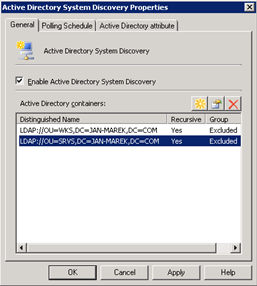 Active Directory System Discovery Properties
General
Polling Schedule
Active Directory attribute
Active Directory System Discovery
Enable Active Directory System Discovery
Active Directory containers:
Distinguished Name Recursive Group
LDAP://OU=WKS,DC=JAN-MAREK,DC=COM Yes Excluded
LDAP://OU=SRVS,DC=JAN-MAREK,DC=COM Yes Excluded
OK
Cancel
Apply
Help